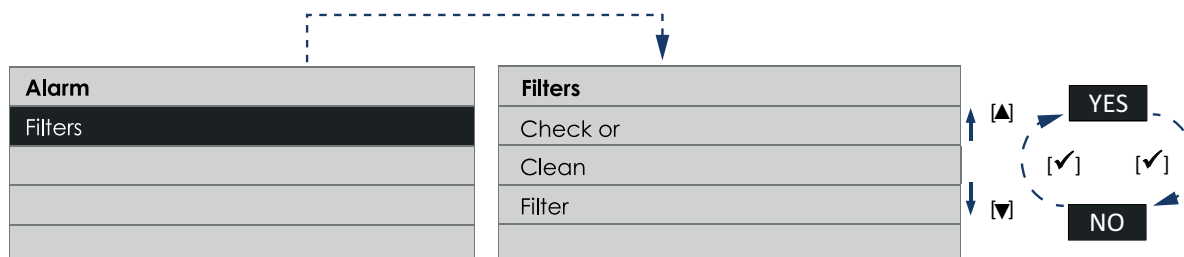 Alarm
Filters
Filters
Check or
Clean
Filter
[▲]
[▼]
YES
[✔] [✔]
NO